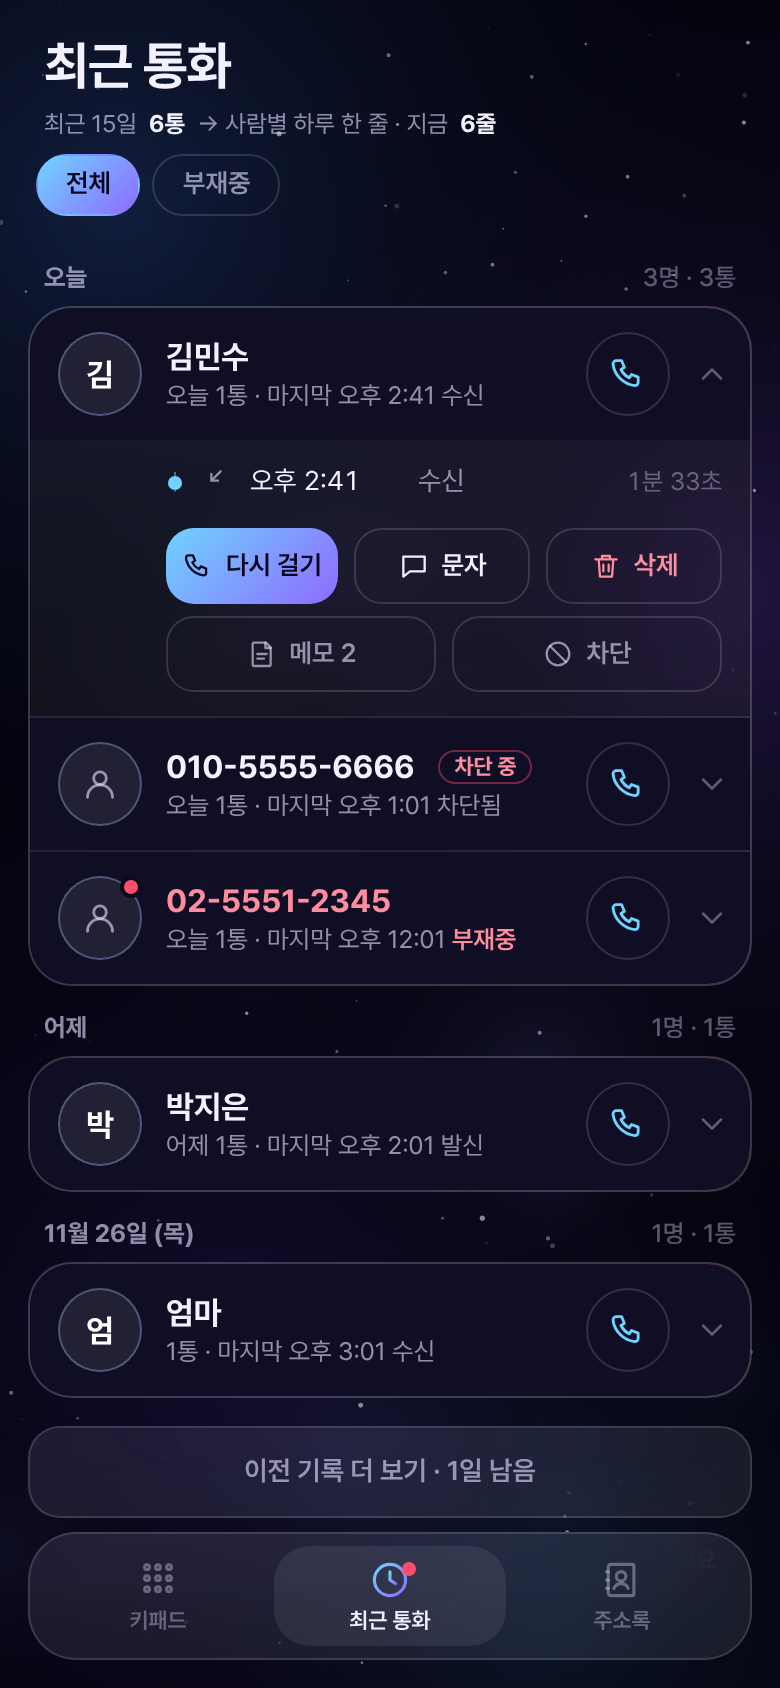 최근 통화
최근 15일 6통 → 사람별 하루 한 줄 · 지금 6줄
전체 부재중
오늘 3명 · 3통
김 김민수
오늘 1통 · 마지막 오후 2:41 수신
오후 2:41 수신 1분 33초
다시 걸기 문자 삭제
메모 2 차단
010-5555-6666 차단 중
오늘 1통 · 마지막 오후 1:01 차단됨
02-5551-2345
오늘 1통 · 마지막 오후 12:01 부재중
어제 1명 · 1통
박 박지은
어제 1통 · 마지막 오후 2:01 발신
11월 26일 (목) 1명 · 1통
엄 엄마
1통 · 마지막 오후 3:01 수신
이전 기록 더 보기 · 1일 남음
키패드 최근 통화 주소록